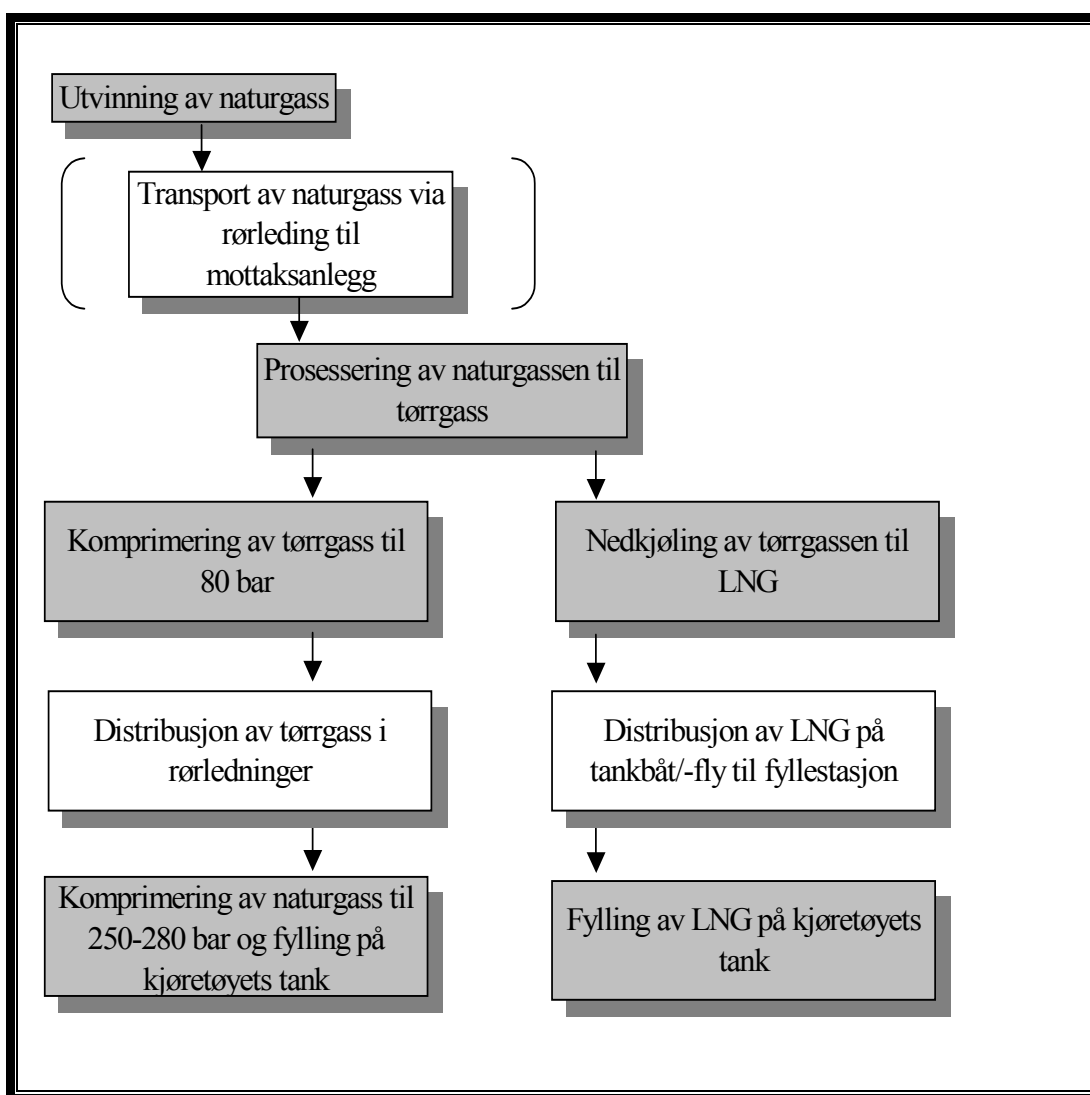 Utvinning av naturgass
Transport av naturgass via
rørleding til
mottaksanlegg
Prosessering av naturgassen til
tørrgass
Komprimering av tørrgass til
80 bar
Nedkjøling av tørrgassen til
LNG
Distribusjon av tørrgass i
rørledninger
Distribusjon av LNG på
tankbåt/-fly til fyllestasjon
Komprimering av naturgass til
250-280 bar og fylling på
kjøretøyets tank
Fylling av LNG på kjøretøyets
tank